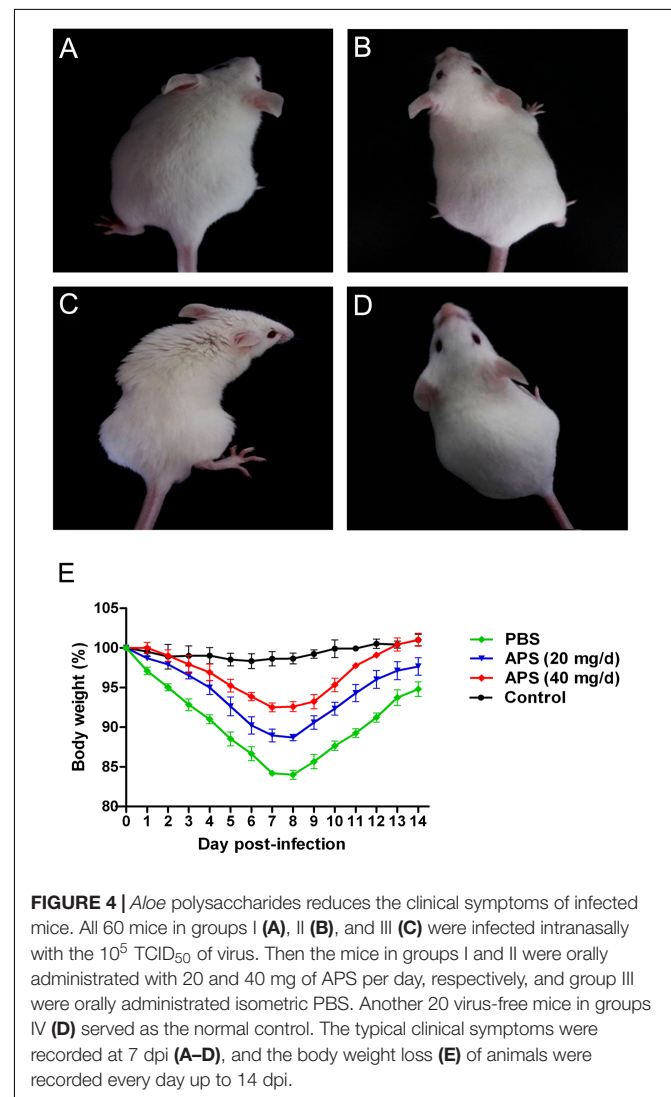 A
B
C
D
E
105
100
95
90
85
80
Body weight (%)
0 1 2 3 4 5 6 7 8 9 10 11 12 13 14
Day post-infection
PBS
APS (20 mg/d)
APS (40 mg/d)
Control
FIGURE 4 | Aloe polysaccharides reduces the clinical symptoms of infected
mice. All 60 mice in groups I (A), II (B), and III (C) were infected intranasally
with the 10⁵ TCID₅₀ of virus. Then the mice in groups I and II were orally
administrated with 20 and 40 mg of APS per day, respectively, and group III
were orally administrated isometric PBS. Another 20 virus-free mice in groups
IV (D) served as the normal control. The typical clinical symptoms were
recorded at 7 dpi (A–D), and the body weight loss (E) of animals were
recorded every day up to 14 dpi.